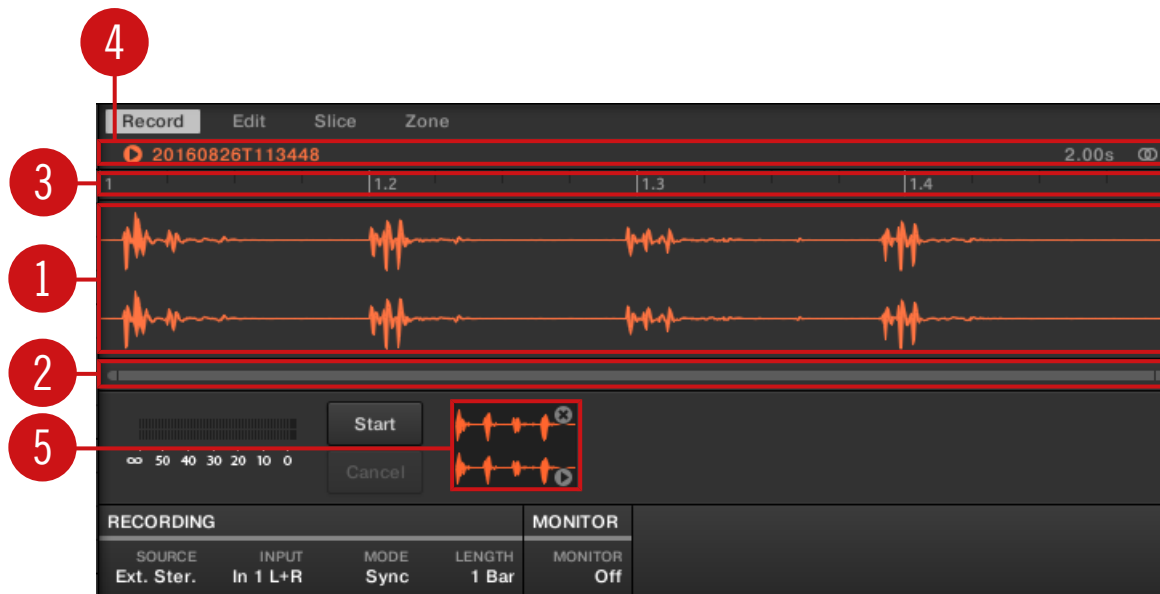 4
Record Edit Slice Zone
20160826T113448 2.00s
3
1 1.2 1.3 1.4
1
2
Start
5
∞ 50 40 30 20 10 0
Cancel
RECORDING MONITOR
SOURCE INPUT MODE LENGTH MONITOR
Ext. Ster. In 1 L+R Sync 1 Bar Off